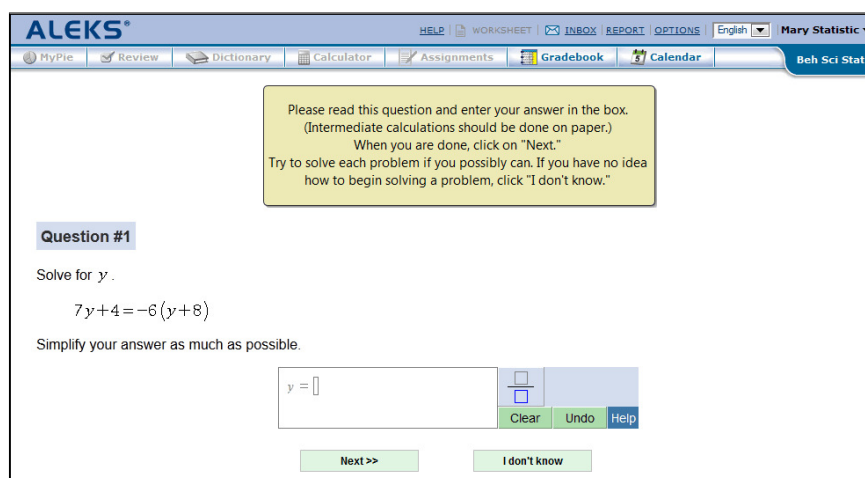 ALEKS®
HELP WORKSHEET INBOX REPORT OPTIONS English Mary Statistic
MyPie Review Dictionary Calculator Assignments Gradebook 5 Calendar Beh Sci Stat
Please read this question and enter your answer in the box.
(Intermediate calculations should be done on paper.)
When you are done, click on "Next."
Try to solve each problem if you possibly can. If you have no idea
how to begin solving a problem, click "I don't know."
Question #1
Solve for y.
7y+4=−6(y+8)
Simplify your answer as much as possible.
y =
Clear Undo Help
Next >> I don't know